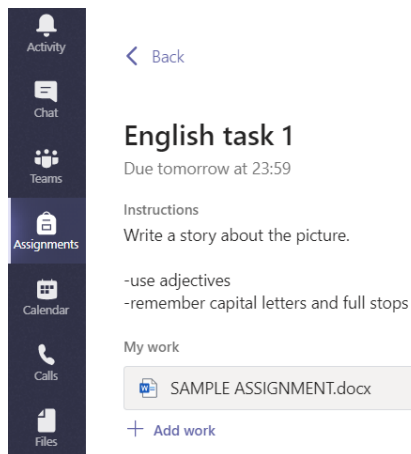 Activity
Chat
Teams
Assignments
Calendar
Calls
Files
Back
English task 1
Due tomorrow at 23:59
Instructions
Write a story about the picture.
-use adjectives
-remember capital letters and full stops
My work
SAMPLE ASSIGNMENT.docx
Add work